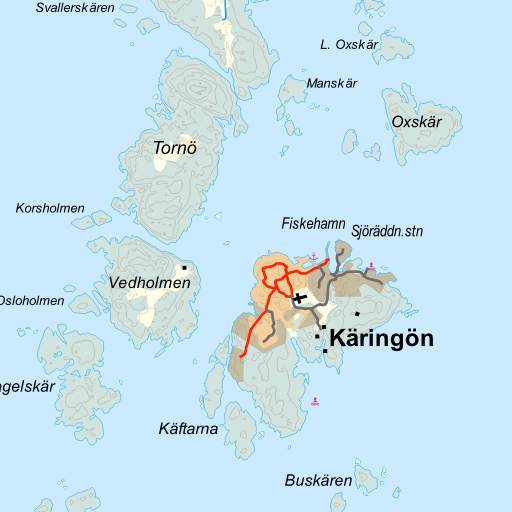 Svallerskären
L. Oxskär
Manskär
Oxskär
Tornö
Korsholmen
Fiskehamn
Sjöräddn.stn
Vedholmen
Osloholmen
Käringön
ngelskär
Käftarna
Buskären